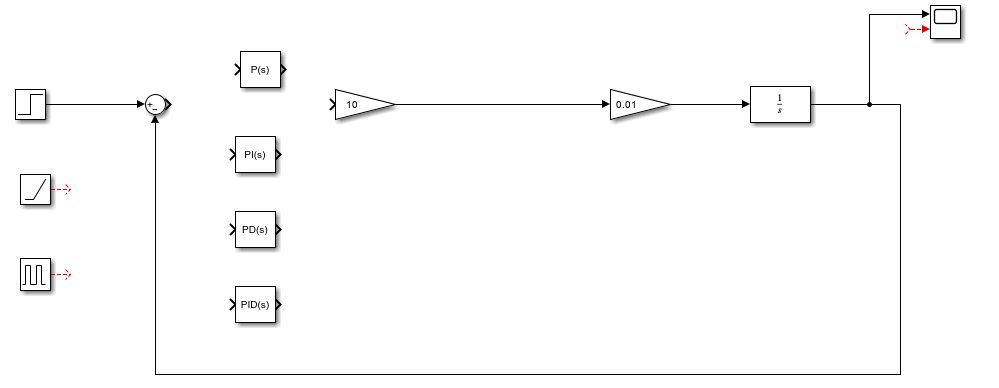 P(s)
+
−
10
0.01
1
s
PI(s)
PD(s)
PID(s)